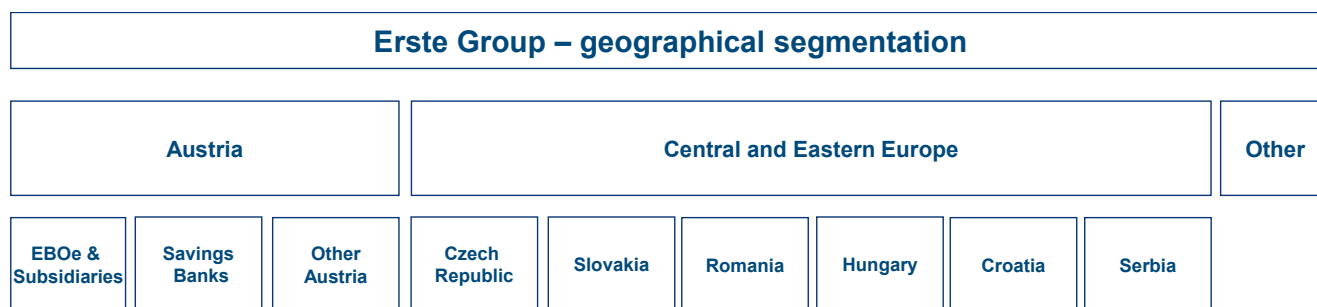 Erste Group – geographical segmentation
Austria
Central and Eastern Europe
Other
EBOe &
Subsidiaries
Savings
Banks
Other
Austria
Czech
Republic
Slovakia
Romania
Hungary
Croatia
Serbia